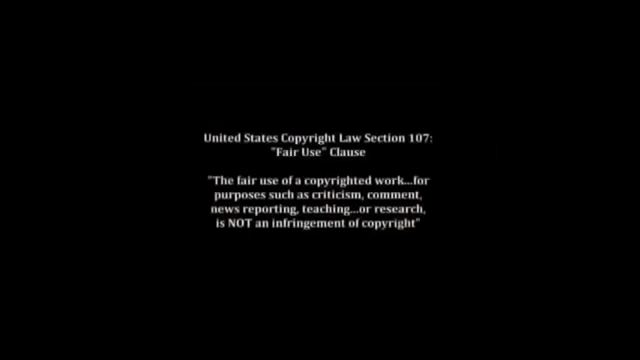 United States Copyright Law Section 107:
"Fair Use" Clause
"The fair use of a copyrighted work...for
purposes such as criticism, comment,
news reporting, teaching...or research,
is NOT an infringement of copyright"